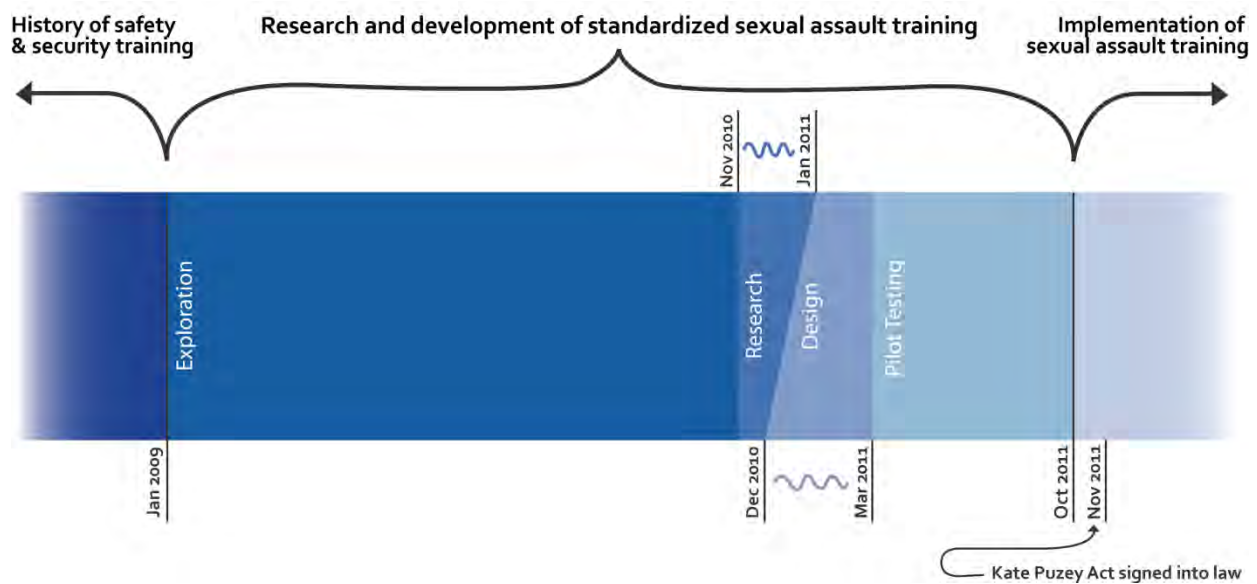 History of safety
& security training
Research and development of standardized sexual assault training
Implementation of
sexual assault training
Nov 2010
Jan 2011
Exploration
Research
Design
Pilot Testing
Jan 2009
Dec 2010
Mar 2011
Oct 2011
Nov 2011
Kate Puzey Act signed into law